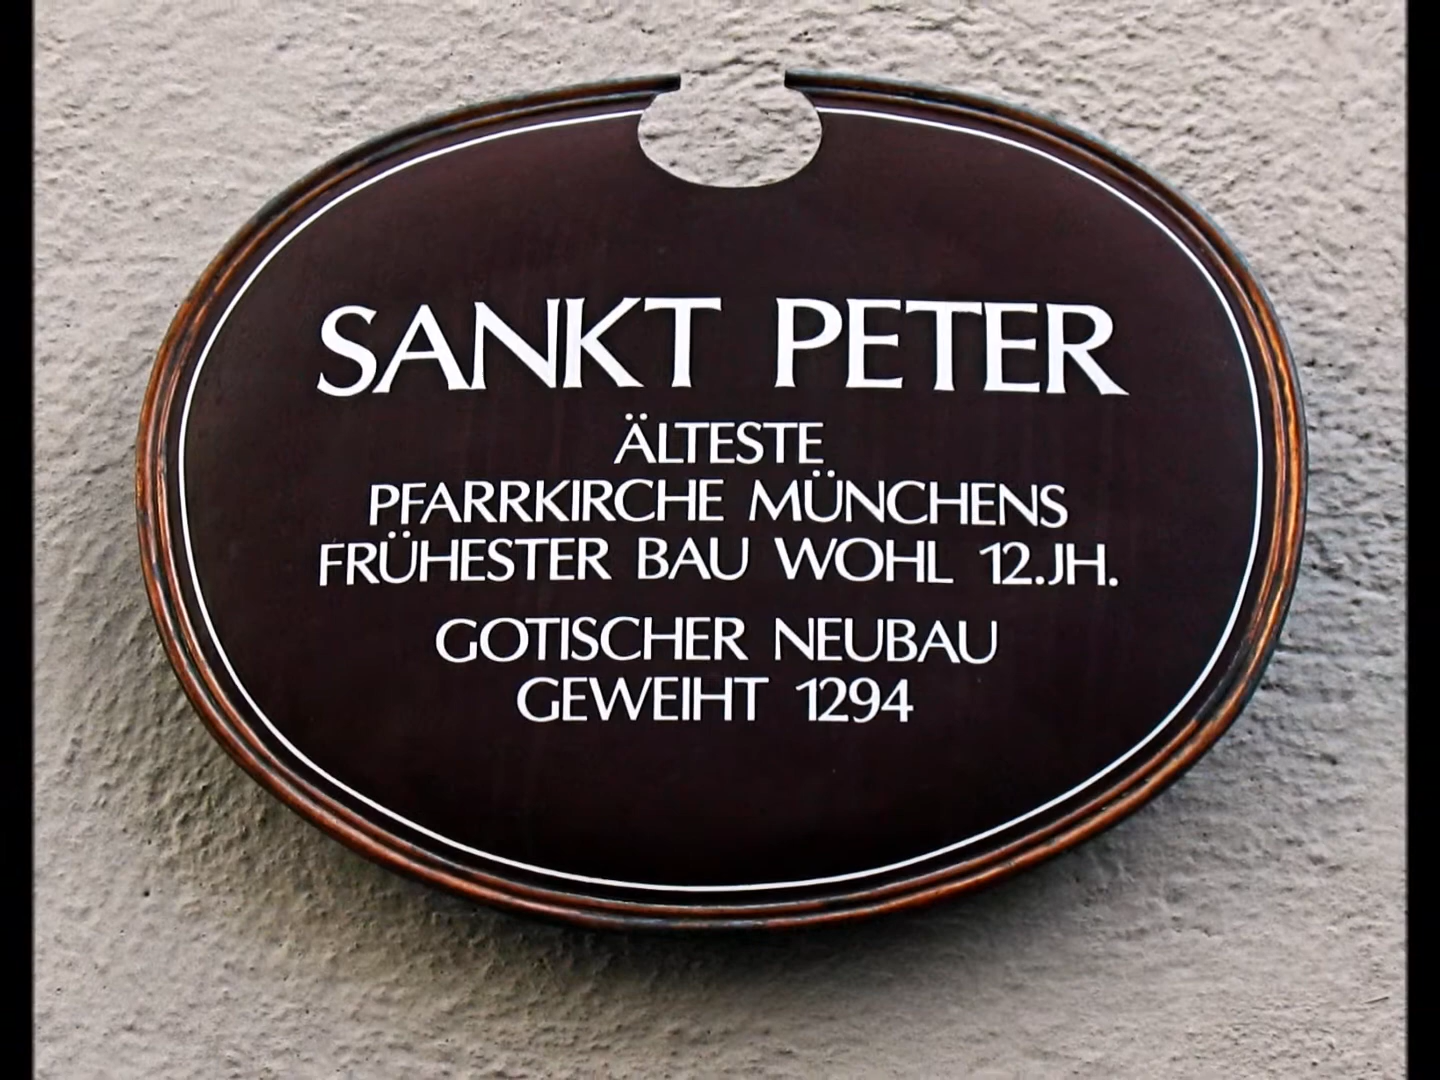 SANKT PETER
ÄLTESTE
PFARRKIRCHE MÜNCHENS
FRÜHESTER BAU WOHL 12.JH.
GOTISCHER NEUBAU
GEWEIHT 1294